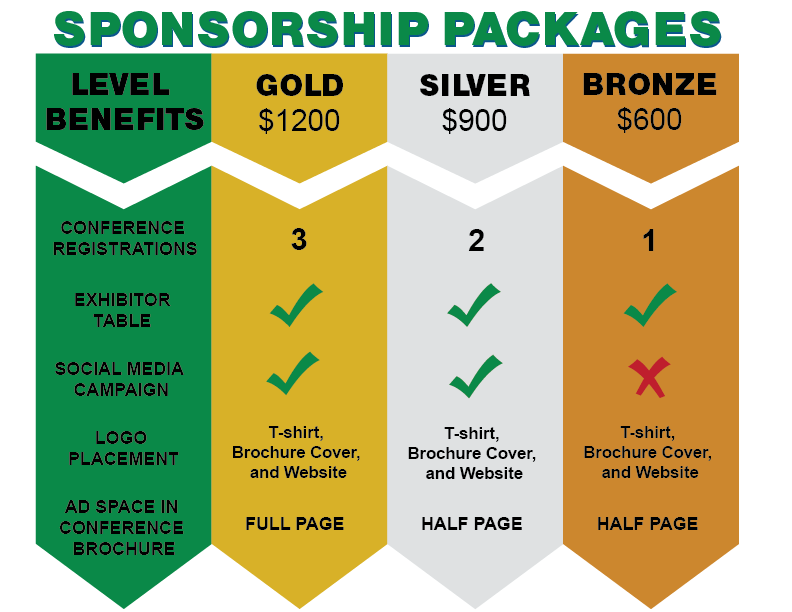 SPONSORSHIP PACKAGES
LEVEL
BENEFITS
GOLD
$1200
SILVER
$900
BRONZE
$600
CONFERENCE
REGISTRATIONS
3
2
1
EXHIBITOR
TABLE
SOCIAL MEDIA
CAMPAIGN
LOGO
PLACEMENT
T-shirt,
Brochure Cover,
and Website
T-shirt,
Brochure Cover,
and Website
T-shirt,
Brochure Cover,
and Website
AD SPACE IN
CONFERENCE
BROCHURE
FULL PAGE
HALF PAGE
HALF PAGE